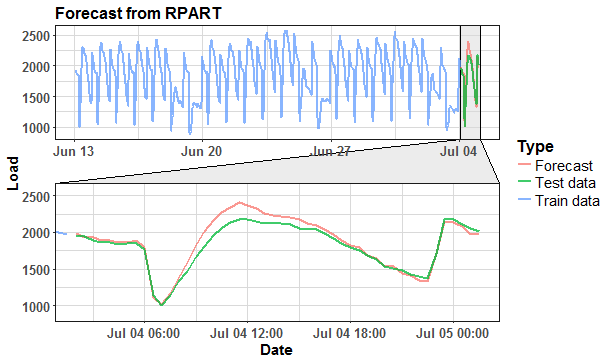 Forecast from RPART
2500
2000
1500
1000
Jun 13
Jun 20
Jun 27
Jul 04
Load
2500
2000
1500
1000
Jul 04 06:00
Jul 04 12:00
Jul 04 18:00
Jul 05 00:00
Date
Type
Forecast
Test data
Train data